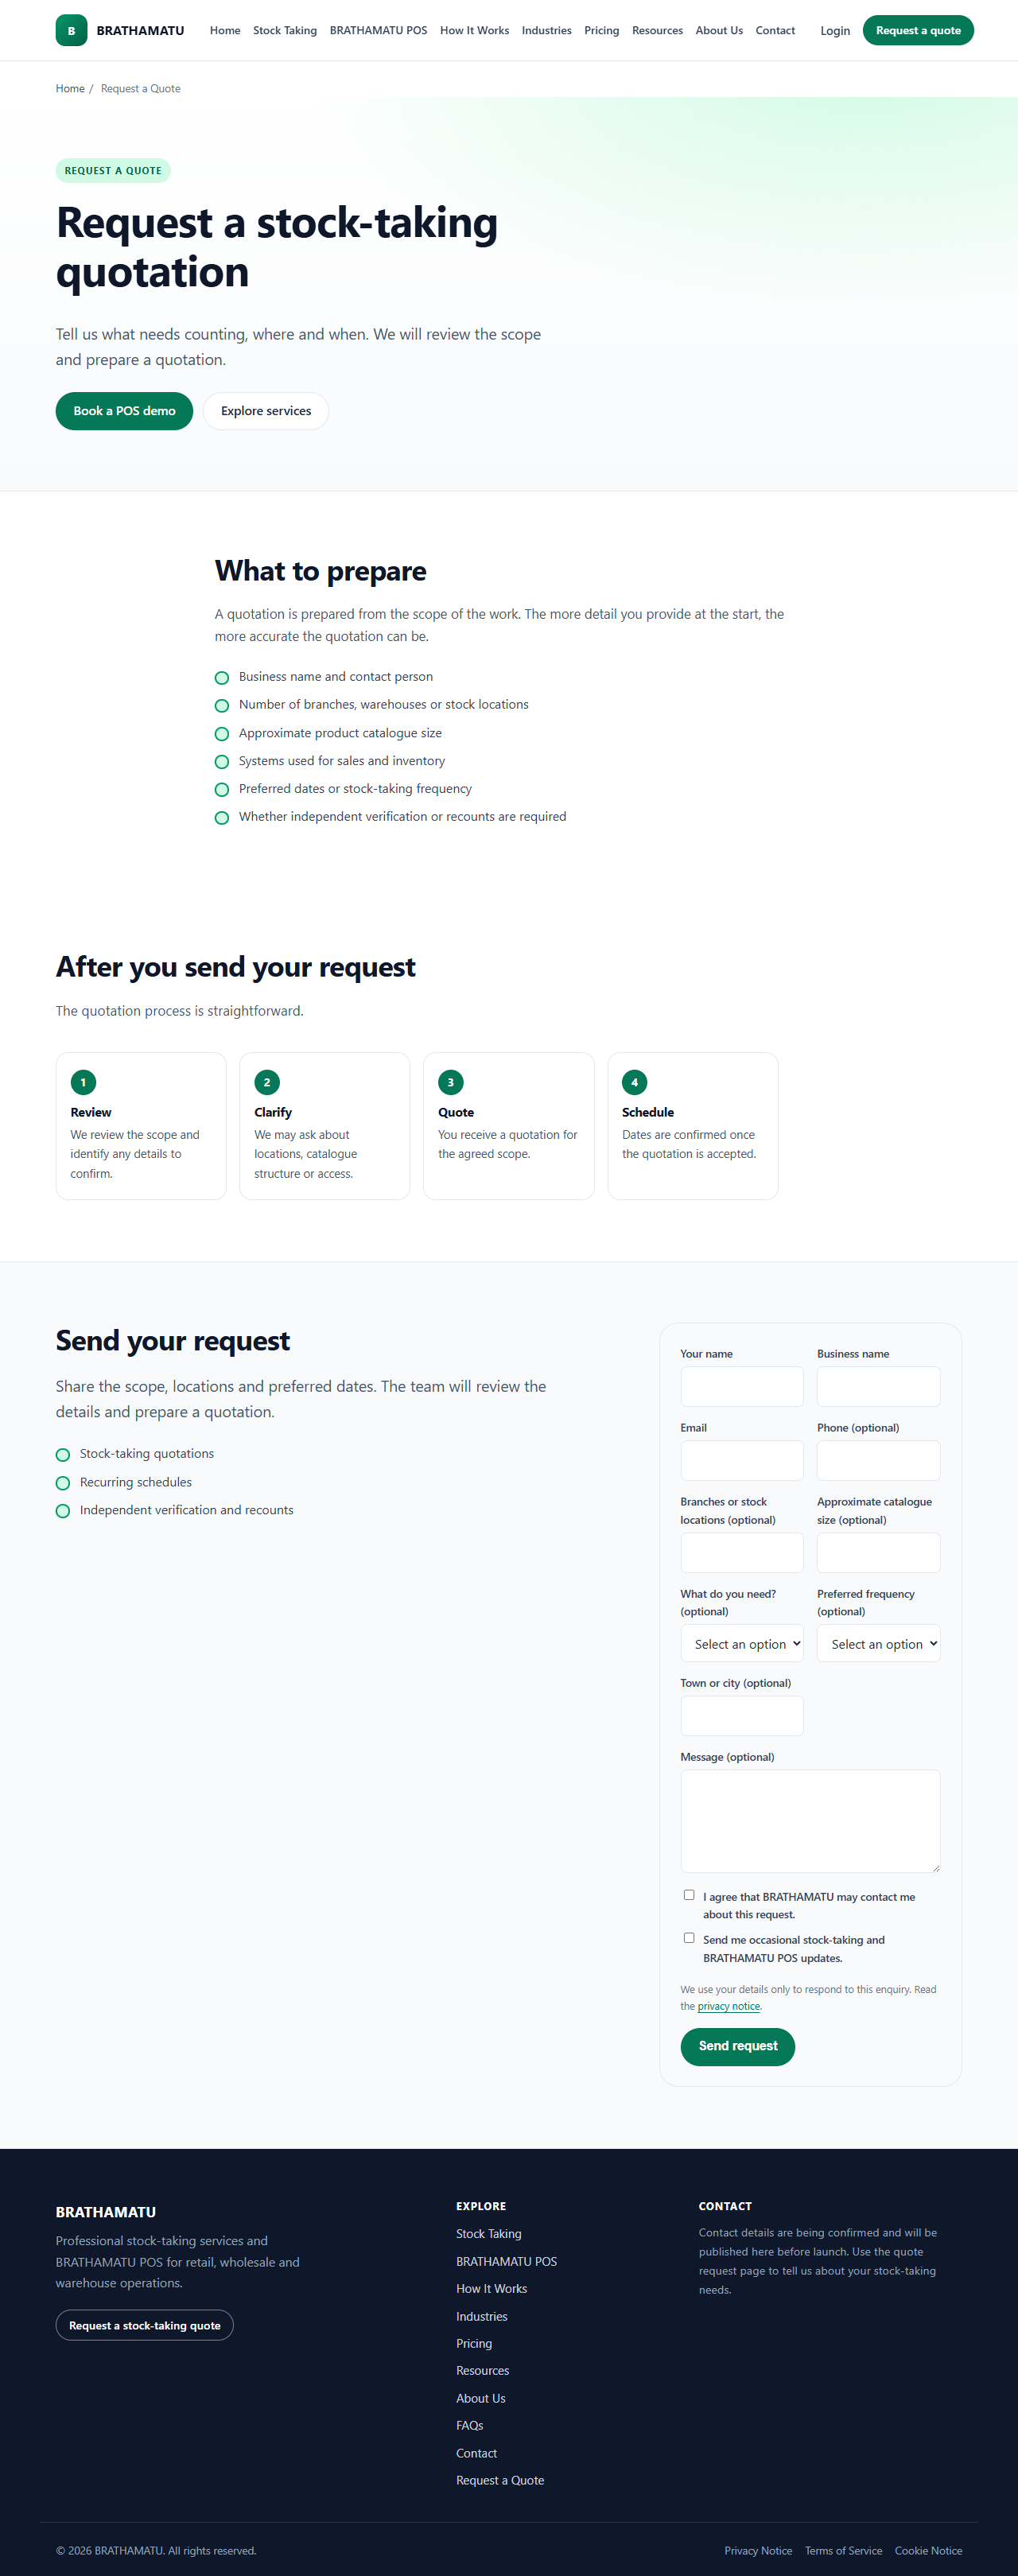 B BRATHAMATU Home Stock Taking BRATHAMATU POS How It Works Industries Pricing Resources About Us Contact Login Request a quote
Home / Request a Quote
REQUEST A QUOTE
Request a stock-taking
quotation
Tell us what needs counting, where and when. We will review the scope
and prepare a quotation.
Book a POS demo Explore services
What to prepare
A quotation is prepared from the scope of the work. The more detail you provide at the start, the
more accurate the quotation can be.
Business name and contact person
Number of branches, warehouses or stock locations
Approximate product catalogue size
Systems used for sales and inventory
Preferred dates or stock-taking frequency
Whether independent verification or recounts are required
After you send your request
The quotation process is straightforward.
1
Review
We review the scope and
identify any details to
confirm.
2
Clarify
We may ask about
locations, catalogue
structure or access.
3
Quote
You receive a quotation for
the agreed scope.
4
Schedule
Dates are confirmed once
the quotation is accepted.
Send your request
Share the scope, locations and preferred dates. The team will review the
details and prepare a quotation.
Stock-taking quotations
Recurring schedules
Independent verification and recounts
Your name
Business name
Email
Phone (optional)
Branches or stock
locations (optional)
Approximate catalogue
size (optional)
What do you need?
(optional)
Select an option
Preferred frequency
(optional)
Select an option
Town or city (optional)
Message (optional)
I agree that BRATHAMATU may contact me
about this request.
Send me occasional stock-taking and
BRATHAMATU POS updates.
We use your details only to respond to this enquiry. Read
the privacy notice.
Send request
BRATHAMATU
Professional stock-taking services and
BRATHAMATU POS for retail, wholesale and
warehouse operations.
Request a stock-taking quote
EXPLORE
Stock Taking
BRATHAMATU POS
How It Works
Industries
Pricing
Resources
About Us
FAQs
Contact
Request a Quote
CONTACT
Contact details are being confirmed and will be
published here before launch. Use the quote
request page to tell us about your stock-taking
needs.
© 2026 BRATHAMATU. All rights reserved.
Privacy Notice Terms of Service Cookie Notice